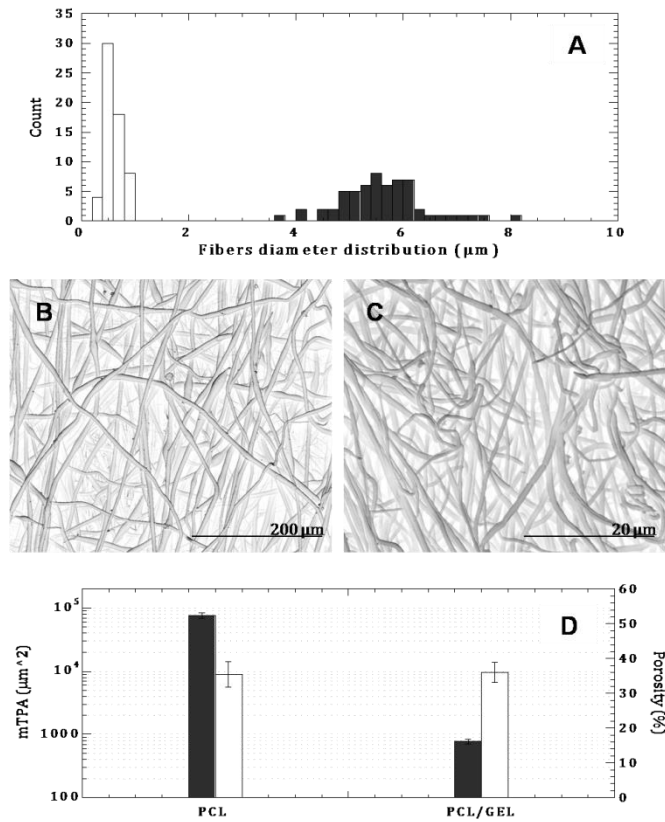 A
35
30
25
20
15
10
5
0
Count
0 2 4 6 8 10
Fibers diameter distribution (μm)
B
200 μm
C
20 μm
D
10^5
10^4
1000
100
mTPA (μm^2)
60
50
40
30
20
10
0
Porosity (%)
PCL PCL/GEL